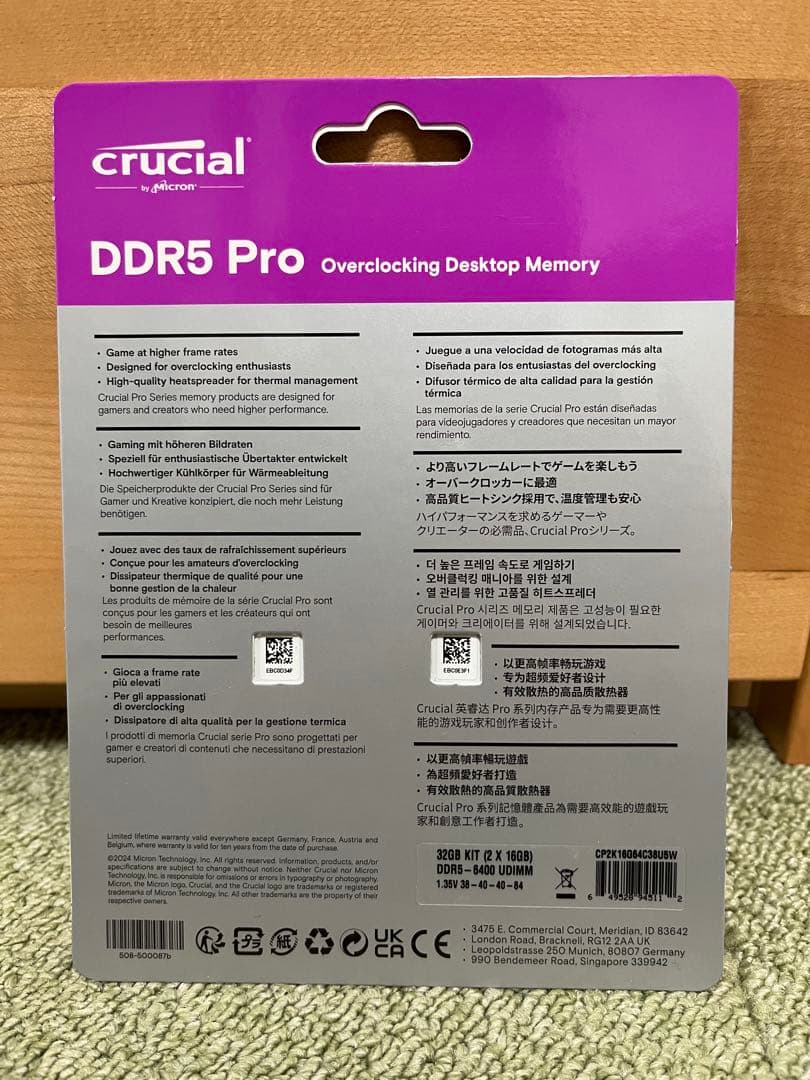 crucial
by Micron
DDR5 Pro Overclocking Desktop Memory
• Game at higher frame rates
• Designed for overclocking enthusiasts
• High-quality heatspreader for thermal management
Crucial Pro Series memory products are designed for
gamers and creators who need higher performance.
• Gaming mit höheren Bildraten
• Speziell für enthusiastische Übertakter entwickelt
• Hochwertiger Kühlkörper für Wärmeableitung
Die Speicherprodukte der Crucial Pro Series sind für
Gamer und Kreative konzipiert, die noch mehr Leistung
benötigen.
• Jouez avec des taux de rafraîchissement supérieurs
• Conçue pour les amateurs d'overclocking
• Dissipateur thermique de qualité pour une
bonne gestion de la chaleur
Les produits de mémoire de la série Crucial Pro sont
conçus pour les gamers et les créateurs qui ont
besoin de meilleures
performances.
EBC0D34F
• Gioca a frame rate
più elevati
• Per gli appassionati
di overclocking
• Dissipatore di alta qualità per la gestione termica
I prodotti di memoria Crucial serie Pro sono progettati per
gamer e creatori di contenuti che necessitano di prestazioni
superiori.
• Juegue a una velocidad de fotogramas más alta
• Diseñada para los entusiastas del overclocking
• Difusor térmico de alta calidad para la gestión
térmica
Las memorias de la serie Crucial Pro están diseñadas
para videojugadores y creadores que necesitan un mayor
rendimiento.
• より高いフレームレートでゲームを楽しもう
• オーバークロッカーに最適
• 高品質ヒートシンク採用で、温度管理も安心
ハイパフォーマンスを求めるゲーマーや
クリエーターの必需品、Crucial Proシリーズ。
• 더 높은 프레임 속도로 게임하기
• 오버클럭킹 매니아를 위한 설계
• 열 관리를 위한 고품질 히트스프레더
Crucial Pro 시리즈 메모리 제품은 고성능이 필요한
게이머와 크리에이터를 위해 설계되었습니다.
EBC0E3F1
• 以更高帧率畅玩游戏
• 专为超频爱好者设计
• 有效散热的高品质散热器
Crucial 英睿达 Pro 系列内存产品专为需要更高性
能的游戏玩家和创作者设计。
• 以更高幀率暢玩遊戲
• 為超頻愛好者打造
• 有效散熱的高品質散熱器
Crucial Pro 系列記憶體產品為需要高效能的遊戲玩
家和創意工作者打造。
Limited lifetime warranty valid everywhere except Germany, France, Austria and
Belgium, where warranty is valid for ten years from the date of purchase.
©2024 Micron Technology, Inc. All rights reserved. Information, products, and/or
specifications are subject to change without notice. Neither Crucial nor Micron
Technology, Inc. is responsible for omissions or errors in typography or photography.
Micron, the Micron logo, Crucial, and the Crucial logo are trademarks or registered
trademarks of Micron Technology, Inc. All other trademarks are the property of their
respective owners.
32GB KIT (2 X 16GB)
DDR5-6400 UDIMM
1.35V 38-40-40-84
CP2K16G64C38U5W
6 49528 94511 2
508-500087b
プラ
紙
UK
CA
CE
• 3475 E. Commercial Court, Meridian, ID 83642
• London Road, Bracknell, RG12 2AA UK
• Leopoldstrasse 250 Munich, 80807 Germany
• 990 Bendemeer Road, Singapore 339942